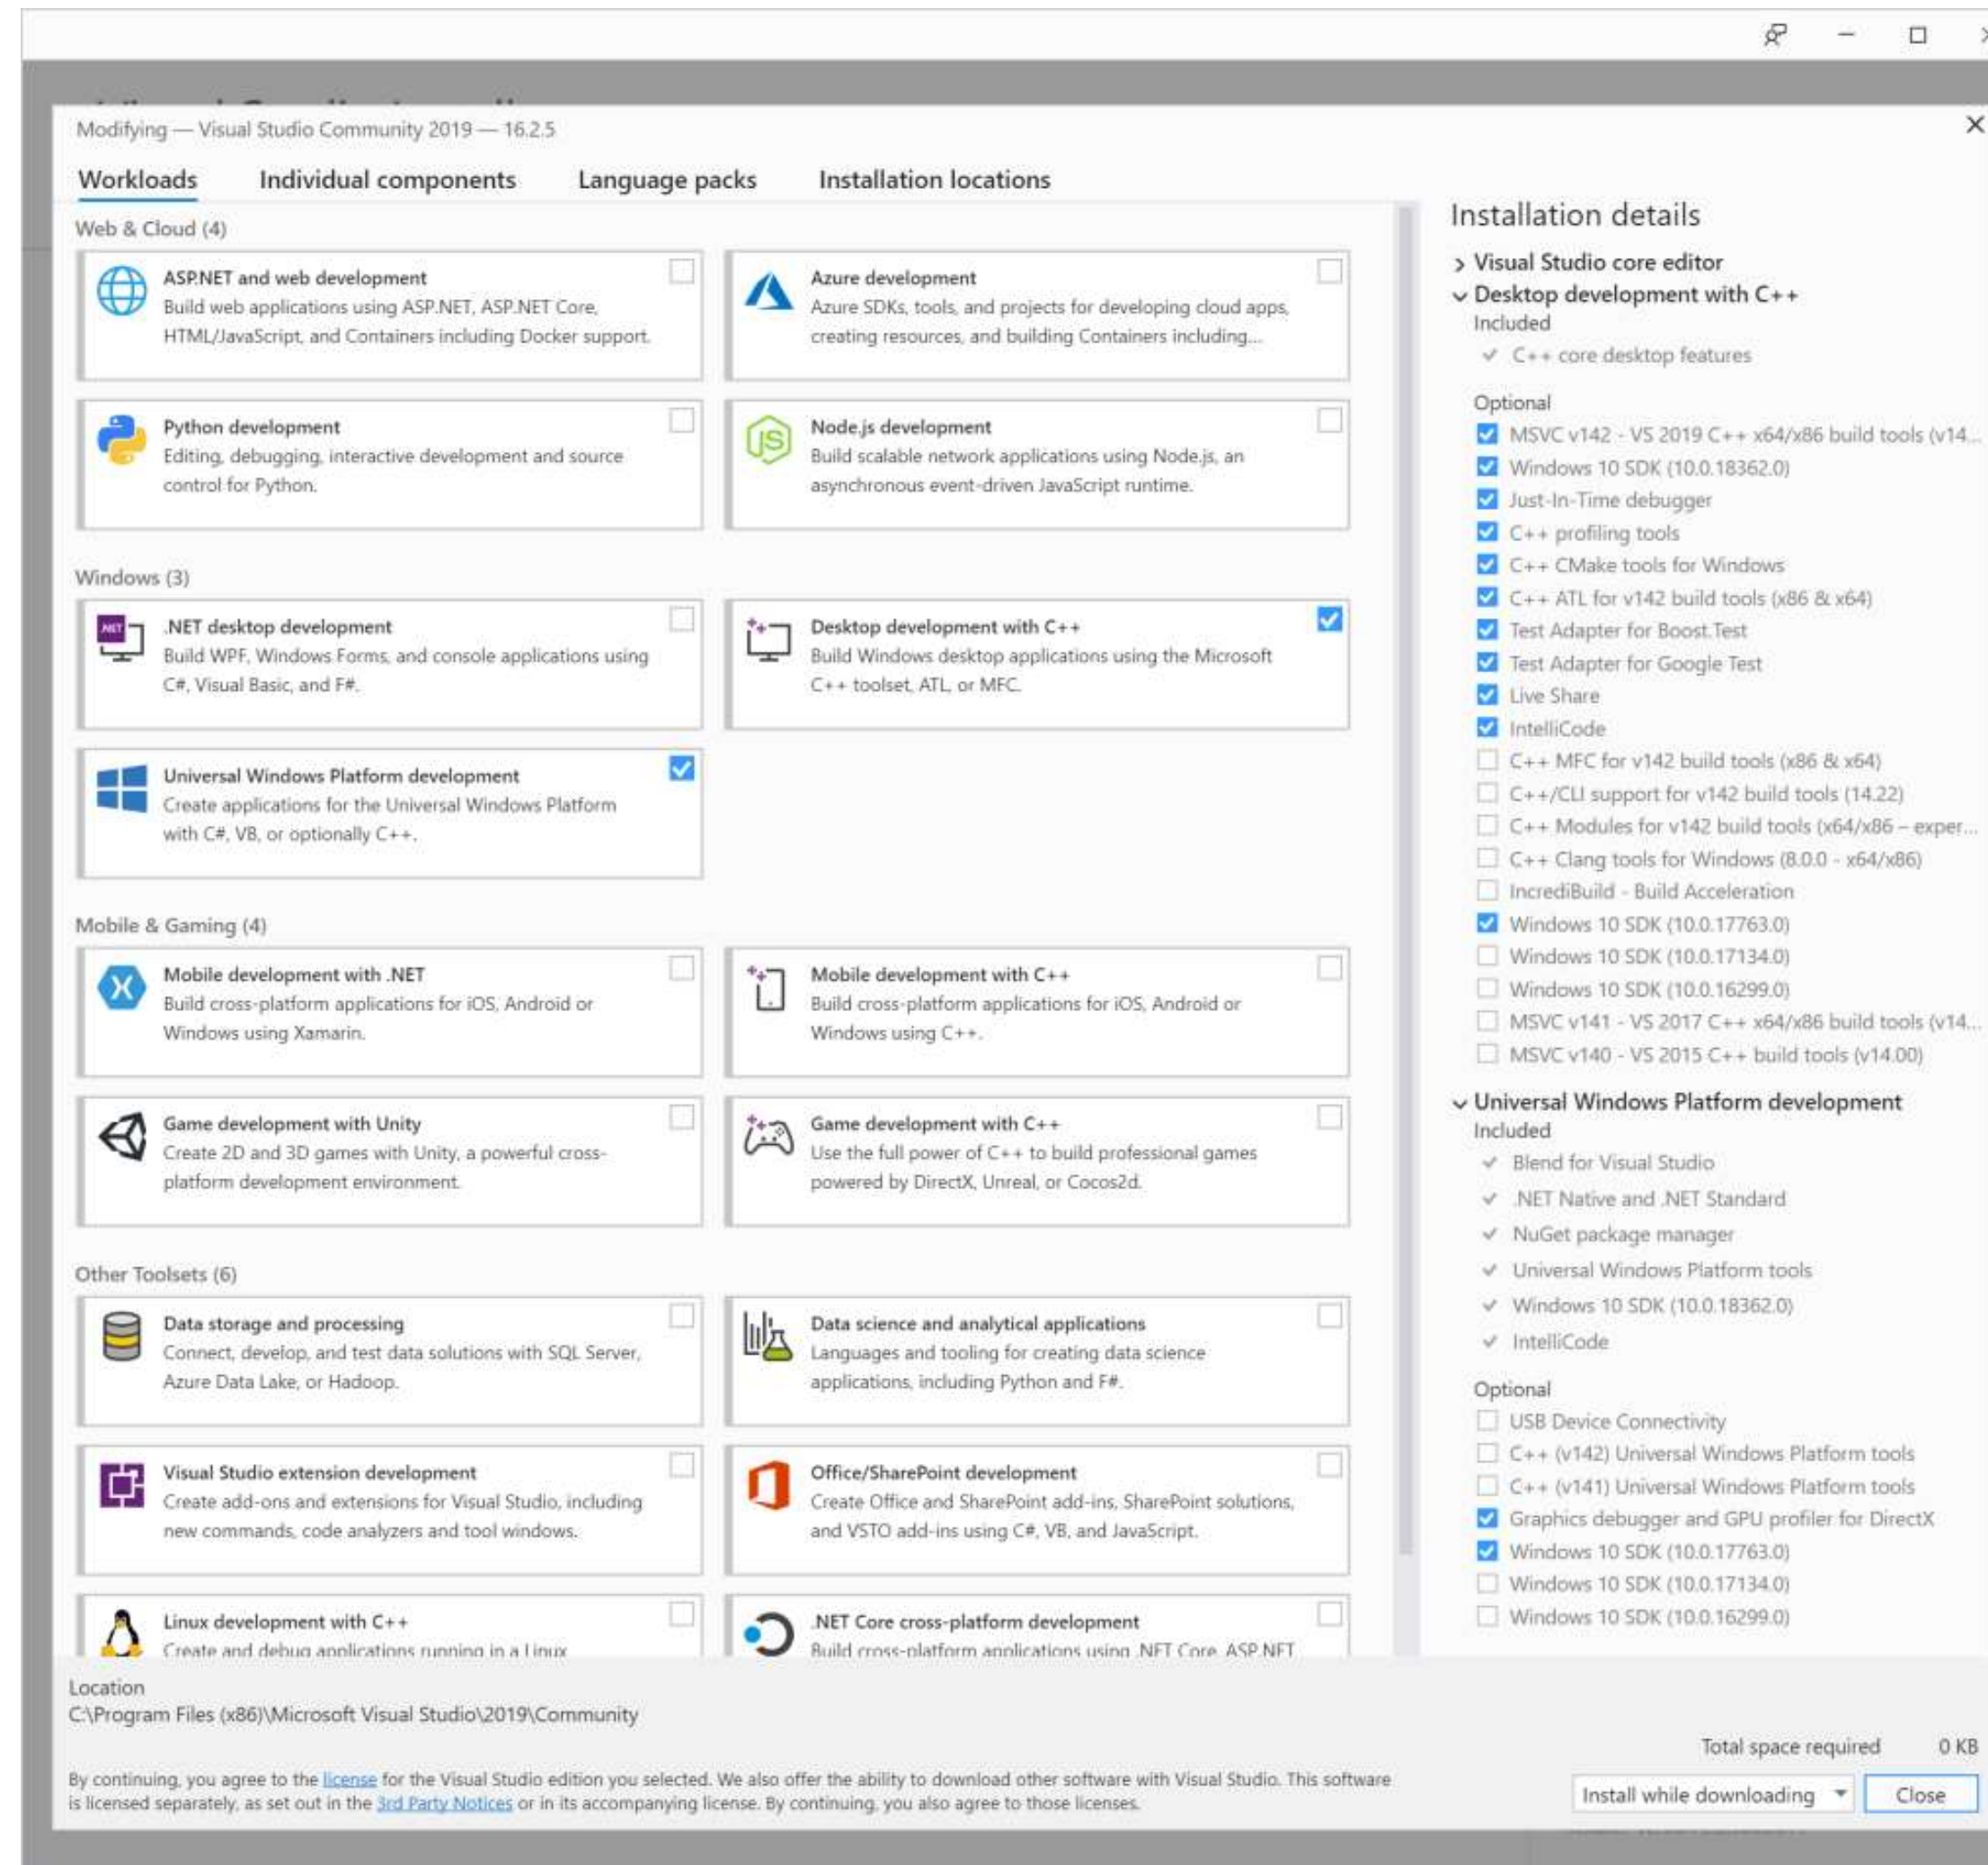 Modifying — Visual Studio Community 2019 — 16.2.5
Workloads
Individual components
Language packs
Installation locations
Web & Cloud (4)
ASP.NET and web development
Build web applications using ASP.NET, ASP.NET Core,
HTML/JavaScript, and Containers including Docker support.
Azure development
Azure SDKs, tools, and projects for developing cloud apps,
creating resources, and building Containers including...
Python development
Editing, debugging, interactive development and source
control for Python.
Node.js development
Build scalable network applications using Node.js, an
asynchronous event-driven JavaScript runtime.
Windows (3)
.NET
.NET desktop development
Build WPF, Windows Forms, and console applications using
C#, Visual Basic, and F#.
Desktop development with C++
Build Windows desktop applications using the Microsoft
C++ toolset, ATL, or MFC.
Universal Windows Platform development
Create applications for the Universal Windows Platform
with C#, VB, or optionally C++.
Mobile & Gaming (4)
Mobile development with .NET
Build cross-platform applications for iOS, Android or
Windows using Xamarin.
Mobile development with C++
Build cross-platform applications for iOS, Android or
Windows using C++.
Game development with Unity
Create 2D and 3D games with Unity, a powerful cross-
platform development environment.
Game development with C++
Use the full power of C++ to build professional games
powered by DirectX, Unreal, or Cocos2d.
Other Toolsets (6)
Data storage and processing
Connect, develop, and test data solutions with SQL Server,
Azure Data Lake, or Hadoop.
Data science and analytical applications
Languages and tooling for creating data science
applications, including Python and F#.
Visual Studio extension development
Create add-ons and extensions for Visual Studio, including
new commands, code analyzers and tool windows.
Office/SharePoint development
Create Office and SharePoint add-ins, SharePoint solutions,
and VSTO add-ins using C#, VB, and JavaScript.
Linux development with C++
Create and debug applications running in a Linux
.NET Core cross-platform development
Build cross-platform applications using .NET Core, ASP.NET
Installation details
Visual Studio core editor
Desktop development with C++
Included
C++ core desktop features
Optional
MSVC v142 - VS 2019 C++ x64/x86 build tools (v14...
Windows 10 SDK (10.0.18362.0)
Just-In-Time debugger
C++ profiling tools
C++ CMake tools for Windows
C++ ATL for v142 build tools (x86 & x64)
Test Adapter for Boost.Test
Test Adapter for Google Test
Live Share
IntelliCode
C++ MFC for v142 build tools (x86 & x64)
C++/CLI support for v142 build tools (14.22)
C++ Modules for v142 build tools (x64/x86 – exper...
C++ Clang tools for Windows (8.0.0 - x64/x86)
IncrediBuild - Build Acceleration
Windows 10 SDK (10.0.17763.0)
Windows 10 SDK (10.0.17134.0)
Windows 10 SDK (10.0.16299.0)
MSVC v141 - VS 2017 C++ x64/x86 build tools (v14...
MSVC v140 - VS 2015 C++ build tools (v14.00)
Universal Windows Platform development
Included
Blend for Visual Studio
.NET Native and .NET Standard
NuGet package manager
Universal Windows Platform tools
Windows 10 SDK (10.0.18362.0)
IntelliCode
Optional
USB Device Connectivity
C++ (v142) Universal Windows Platform tools
C++ (v141) Universal Windows Platform tools
Graphics debugger and GPU profiler for DirectX
Windows 10 SDK (10.0.17763.0)
Windows 10 SDK (10.0.17134.0)
Windows 10 SDK (10.0.16299.0)
Location
C:\Program Files (x86)\Microsoft Visual Studio\2019\Community
Total space required 0 KB
By continuing, you agree to the license for the Visual Studio edition you selected. We also offer the ability to download other software with Visual Studio. This software
is licensed separately, as set out in the 3rd Party Notices or in its accompanying license. By continuing, you also agree to those licenses.
Install while downloading
Close